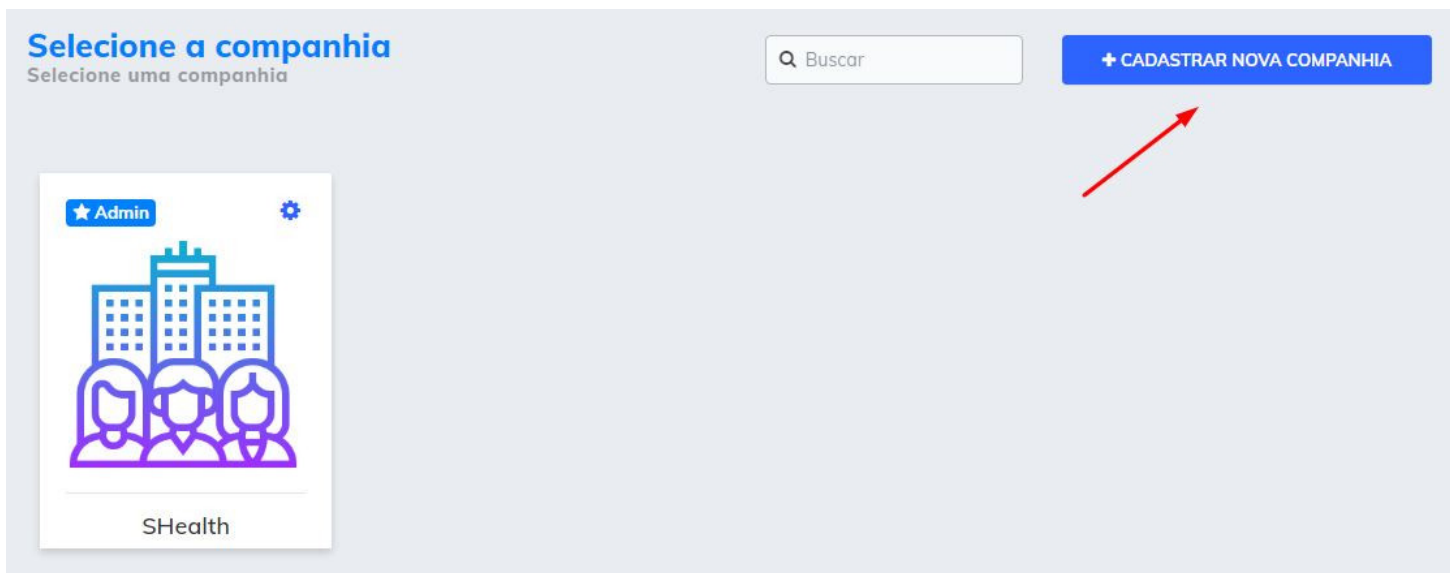 Selecione a companhia
Selecione uma companhia
Buscar
+ CADASTRAR NOVA COMPANHIA
Admin
SHealth